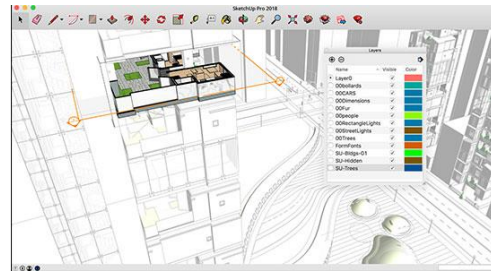 SketchUp Pro 2018
Layers
Name
Visible
Color
Layer0
00bollards
00CARS
00Dimensions
00Fur
00people
00RectangleLights
00StreetLights
00Trees
FormFonts
SU-Bldgs-01
SU-Hidden
SU-Trees